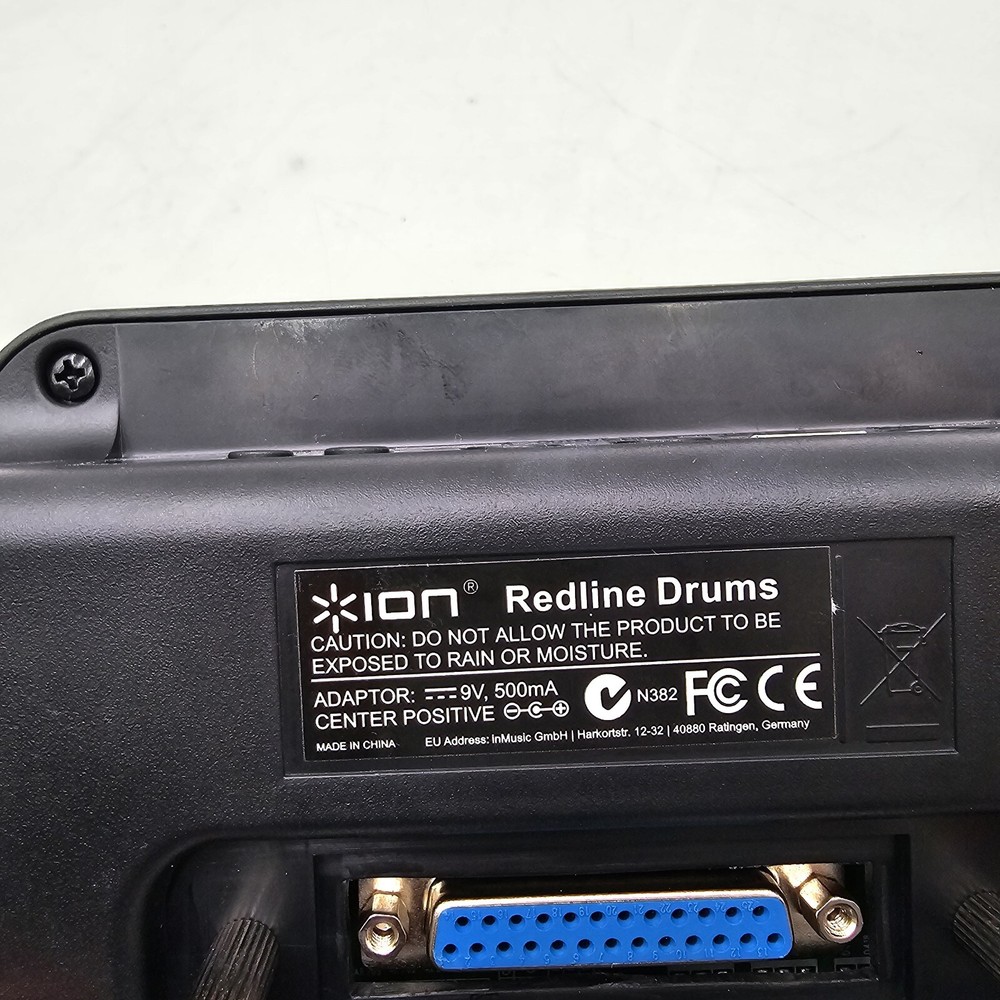 ION® Redline Drums
CAUTION: DO NOT ALLOW THE PRODUCT TO BE
EXPOSED TO RAIN OR MOISTURE.
ADAPTOR: 9V, 500mA
CENTER POSITIVE
N382 FC CE
MADE IN CHINA
EU Address: inMusic GmbH | Harkortstr. 12-32 | 40880 Ratingen, Germany